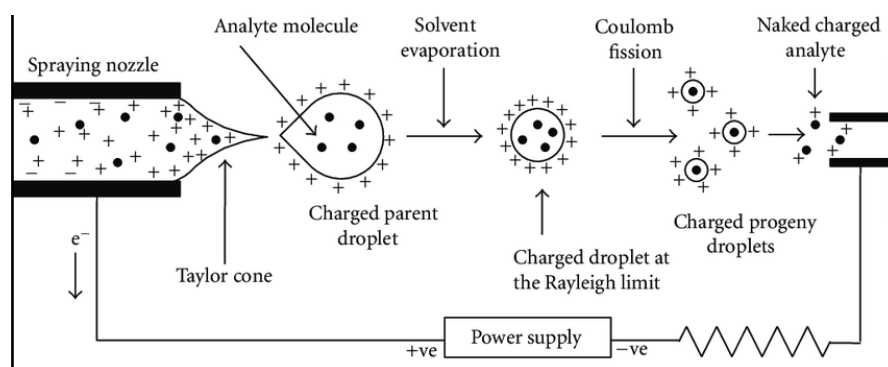 Analyte molecule
Solvent
evaporation
Coulomb
fission
Naked charged
analyte
Spraying nozzle
Charged parent
droplet
Charged progeny
droplets
e−
Taylor cone
Charged droplet at
the Rayleigh limit
Power supply
+ve
−ve